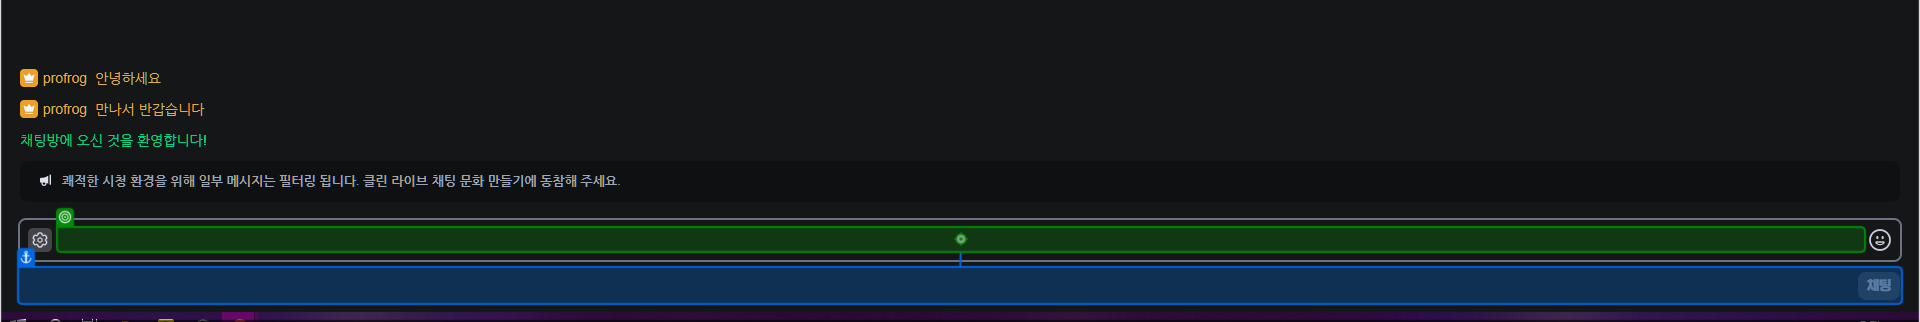 profrog 안녕하세요
profrog 만나서 반갑습니다
채팅방에 오신 것을 환영합니다!
쾌적한 시청 환경을 위해 일부 메시지는 필터링 됩니다. 클린 라이브 채팅 문화 만들기에 동참해 주세요.
채팅